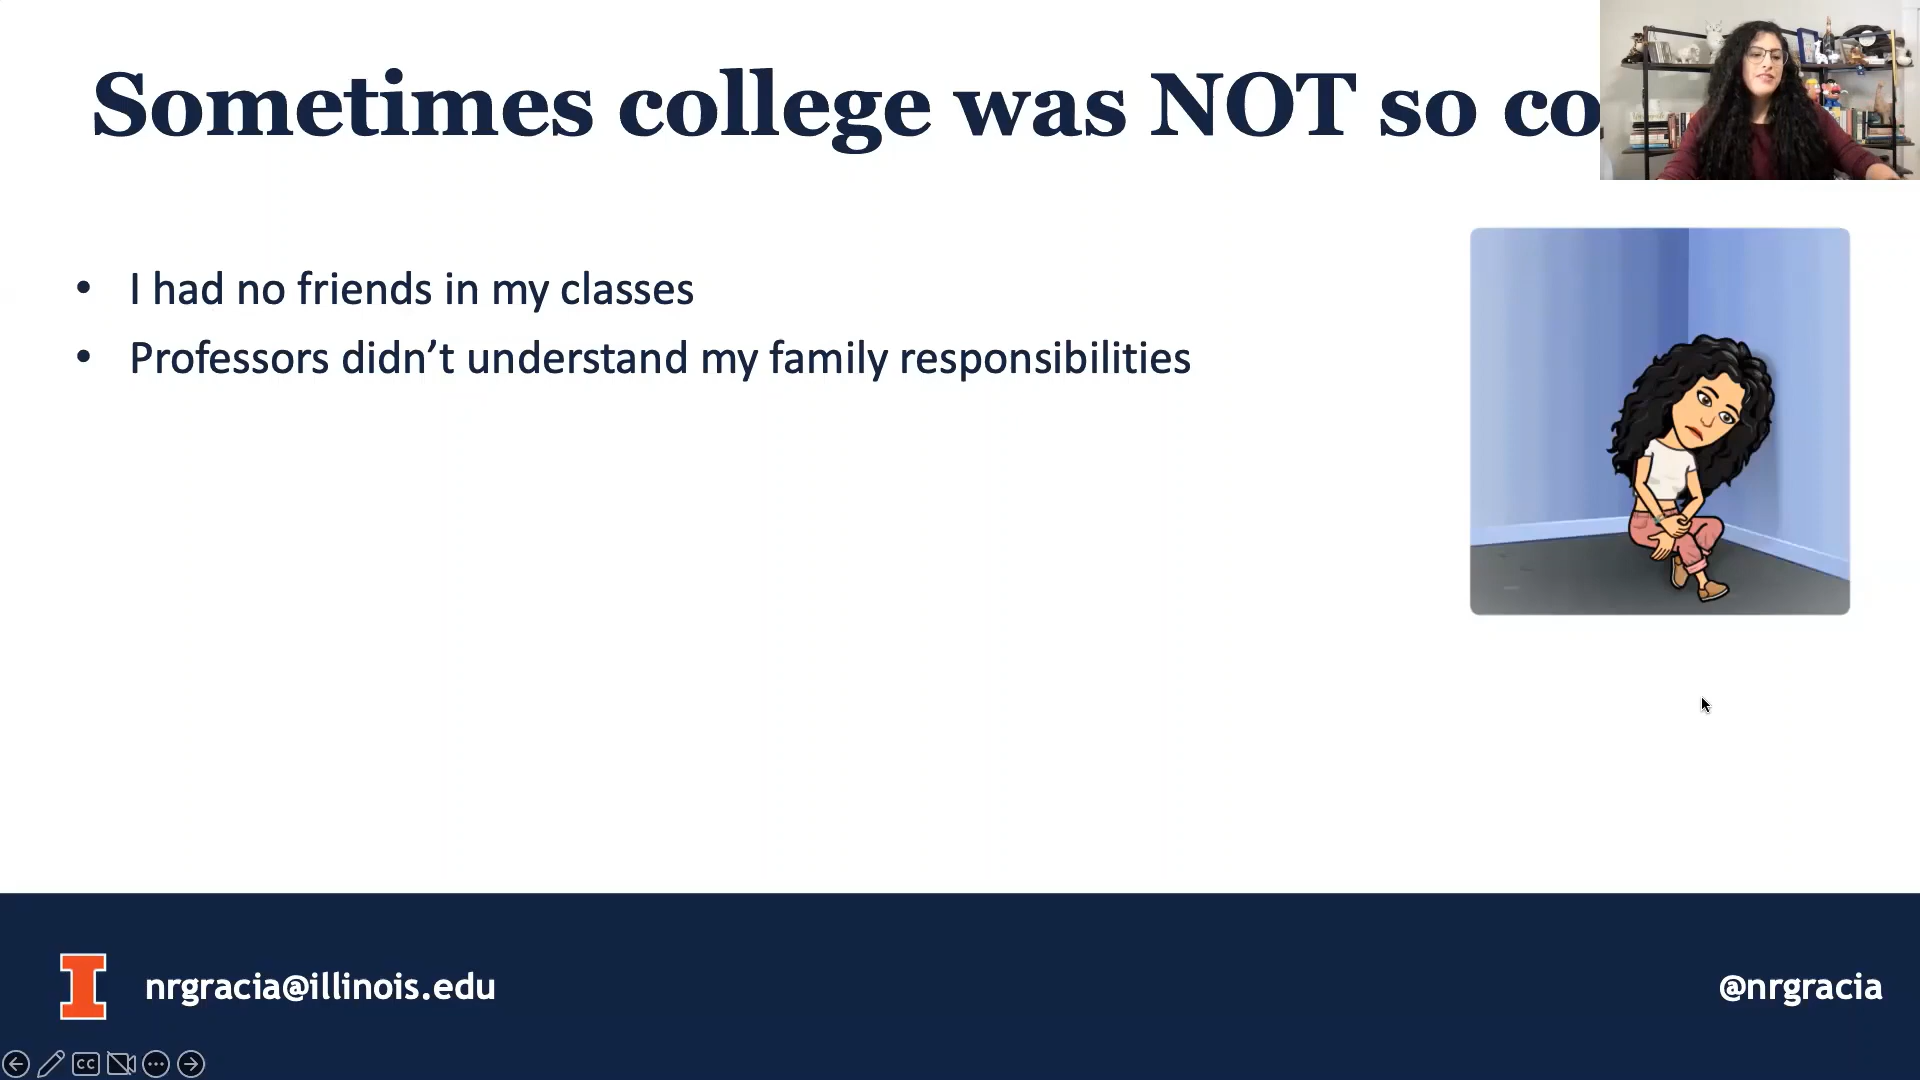 Sometimes college was NOT so co
• I had no friends in my classes
• Professors didn’t understand my family responsibilities
I nrgracia@illinois.edu
@nrgracia
CC